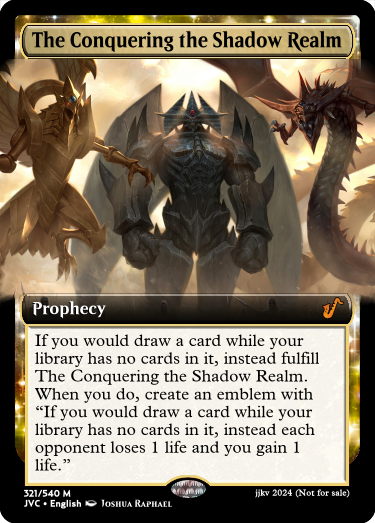 The Conquering the Shadow Realm
Prophecy
If you would draw a card while your
library has no cards in it, instead fulfill
The Conquering the Shadow Realm.
When you do, create an emblem with
“If you would draw a card while your
library has no cards in it, instead each
opponent loses 1 life and you gain 1
life.”
321/540 M
JVC • English Joshua Raphael
jjkv 2024 (Not for sale)